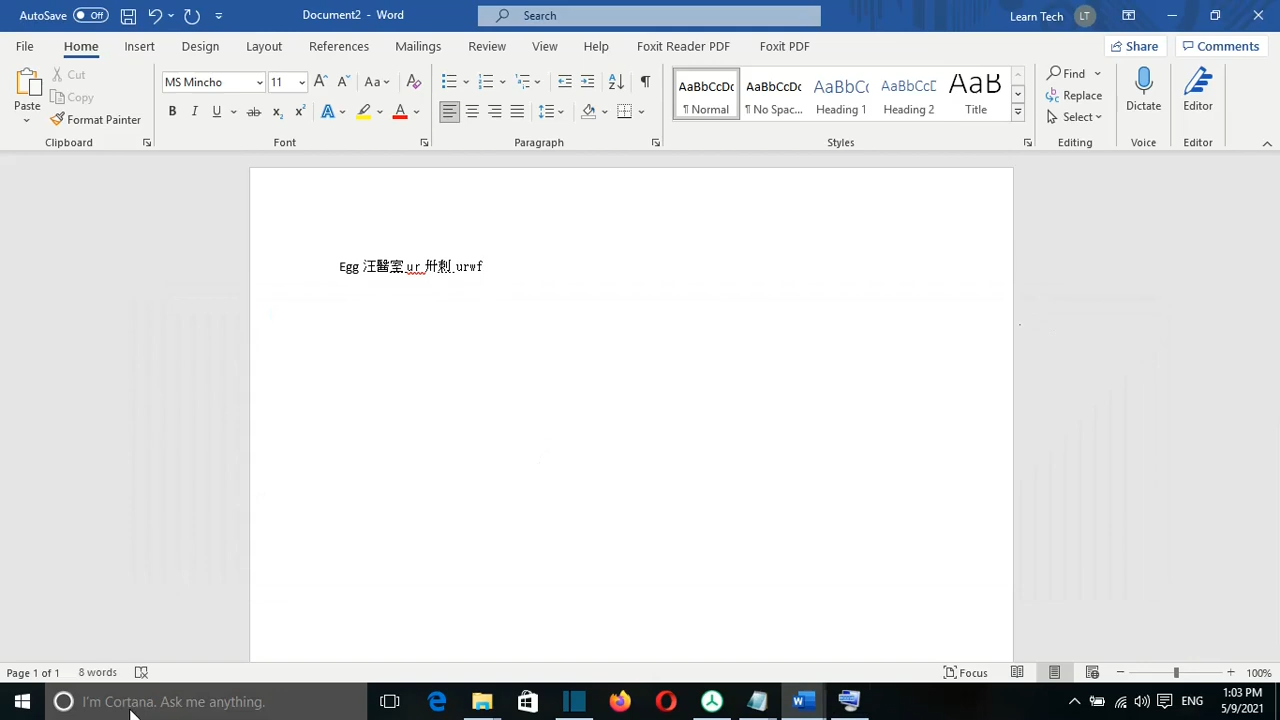 AutoSave Off Document2 - Word Search Learn Tech LT
File Home Insert Design Layout References Mailings Review View Help Foxit Reader PDF Foxit PDF Share Comments
Paste Cut Copy Format Painter
MS Mincho 11
AaBbCcDc AaBbCcDc AaBbCc AaBbCcD AaB
¶ Normal ¶ No Spac... Heading 1 Heading 2 Title
Find Replace Select
Dictate Editor
Clipboard Font Paragraph Styles Editing Voice Editor
Egg 汪醫室 ur 卅刺 urwf
Page 1 of 1 8 words Focus 100%
I'm Cortana. Ask me anything. ENG 1:03 PM
5/9/2021